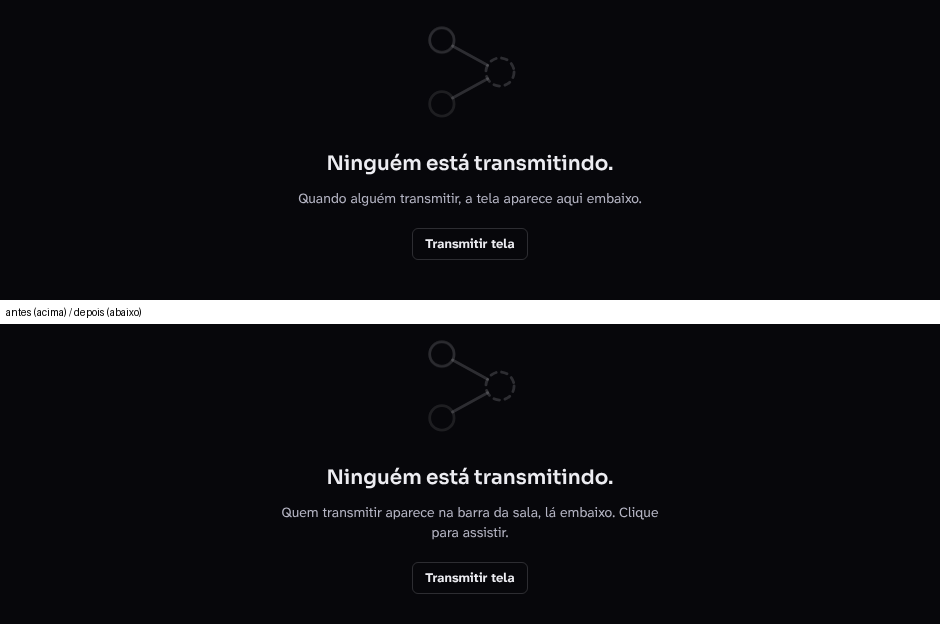 Ninguém está transmitindo.
Quando alguém transmitir, a tela aparece aqui embaixo.
Transmitir tela
antes (acima) / depois (abaixo)
Ninguém está transmitindo.
Quem transmitir aparece na barra da sala, lá embaixo. Clique
para assistir.
Transmitir tela